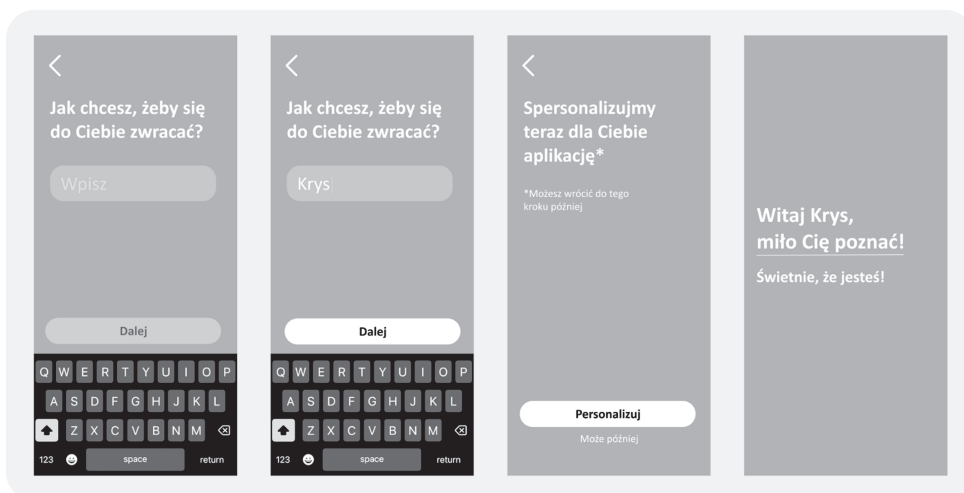 Jak chcesz, żeby się
do Ciebie zwracać?
Wpisz
Dalej
Q W E R T Y U I O P
A S D F G H J K L
Z X C V B N M
123 space return
Jak chcesz, żeby się
do Ciebie zwracać?
Krys
Dalej
Q W E R T Y U I O P
A S D F G H J K L
Z X C V B N M
123 space return
Spersonalizujmy
teraz dla Ciebie
aplikację*
*Możesz wrócić do tego
kroku później
Personalizuj
Może później
Witaj Krys,
miło Cię poznać!
Świetnie, że jesteś!